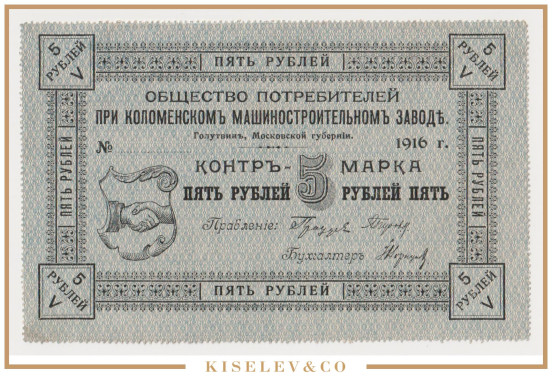 5 РУБЛЕЙ V
ПЯТЬ РУБЛЕЙ
5 РУБЛЕЙ V
ОБЩЕСТВО ПОТРЕБИТЕЛЕЙ
ПРИ КОЛОМЕНСКОМЪ МАШИНОСТРОИТЕЛЬНОМЪ ЗАВОДѢ.
Голутвинъ, Московской губерніи.
№ 1916 г.
КОНТРЪ- 5 МАРКА
ПЯТЬ РУБЛЕЙ РУБЛЕЙ ПЯТЬ
Правленіе:
Бухгалтеръ
ПЯТЬ РУБЛЕЙ
ПЯТЬ РУБЛЕЙ
5 РУБЛЕЙ V
ПЯТЬ РУБЛЕЙ
5 РУБЛЕЙ V
KISELEV&CO